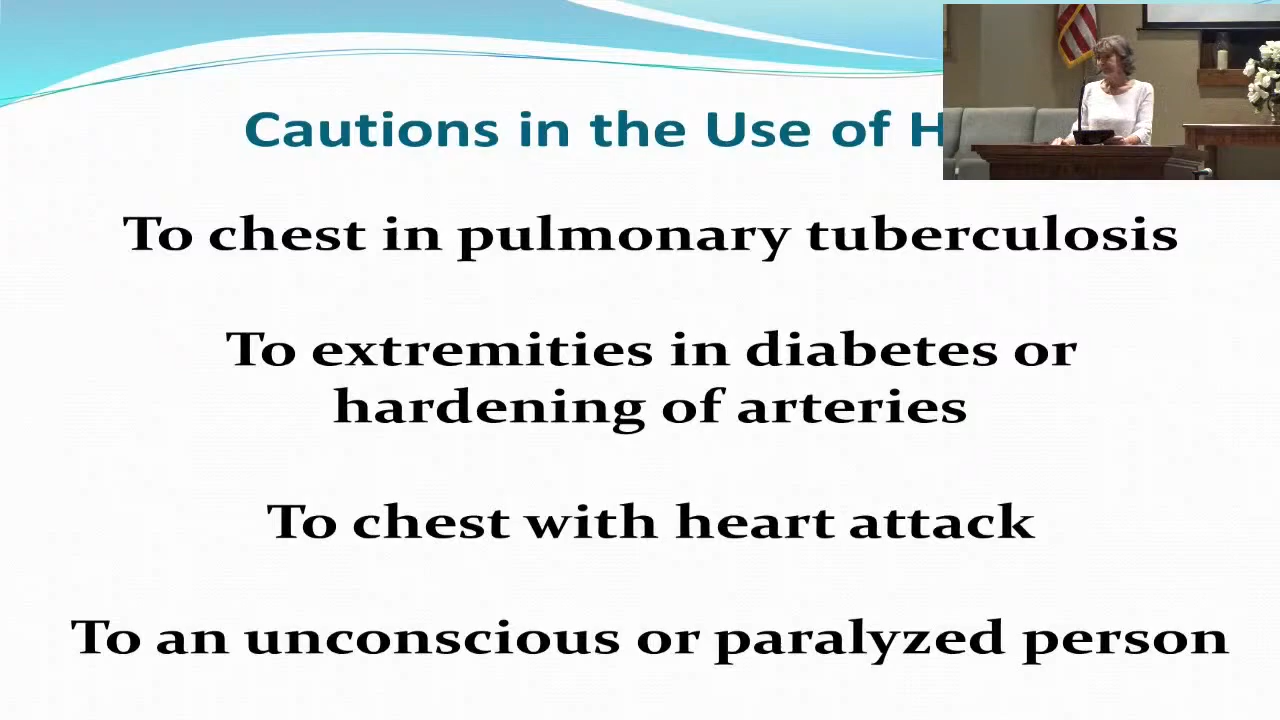 Cautions in the Use of
To chest in pulmonary tuberculosis
To extremities in diabetes or
hardening of arteries
To chest with heart attack
To an unconscious or paralyzed person